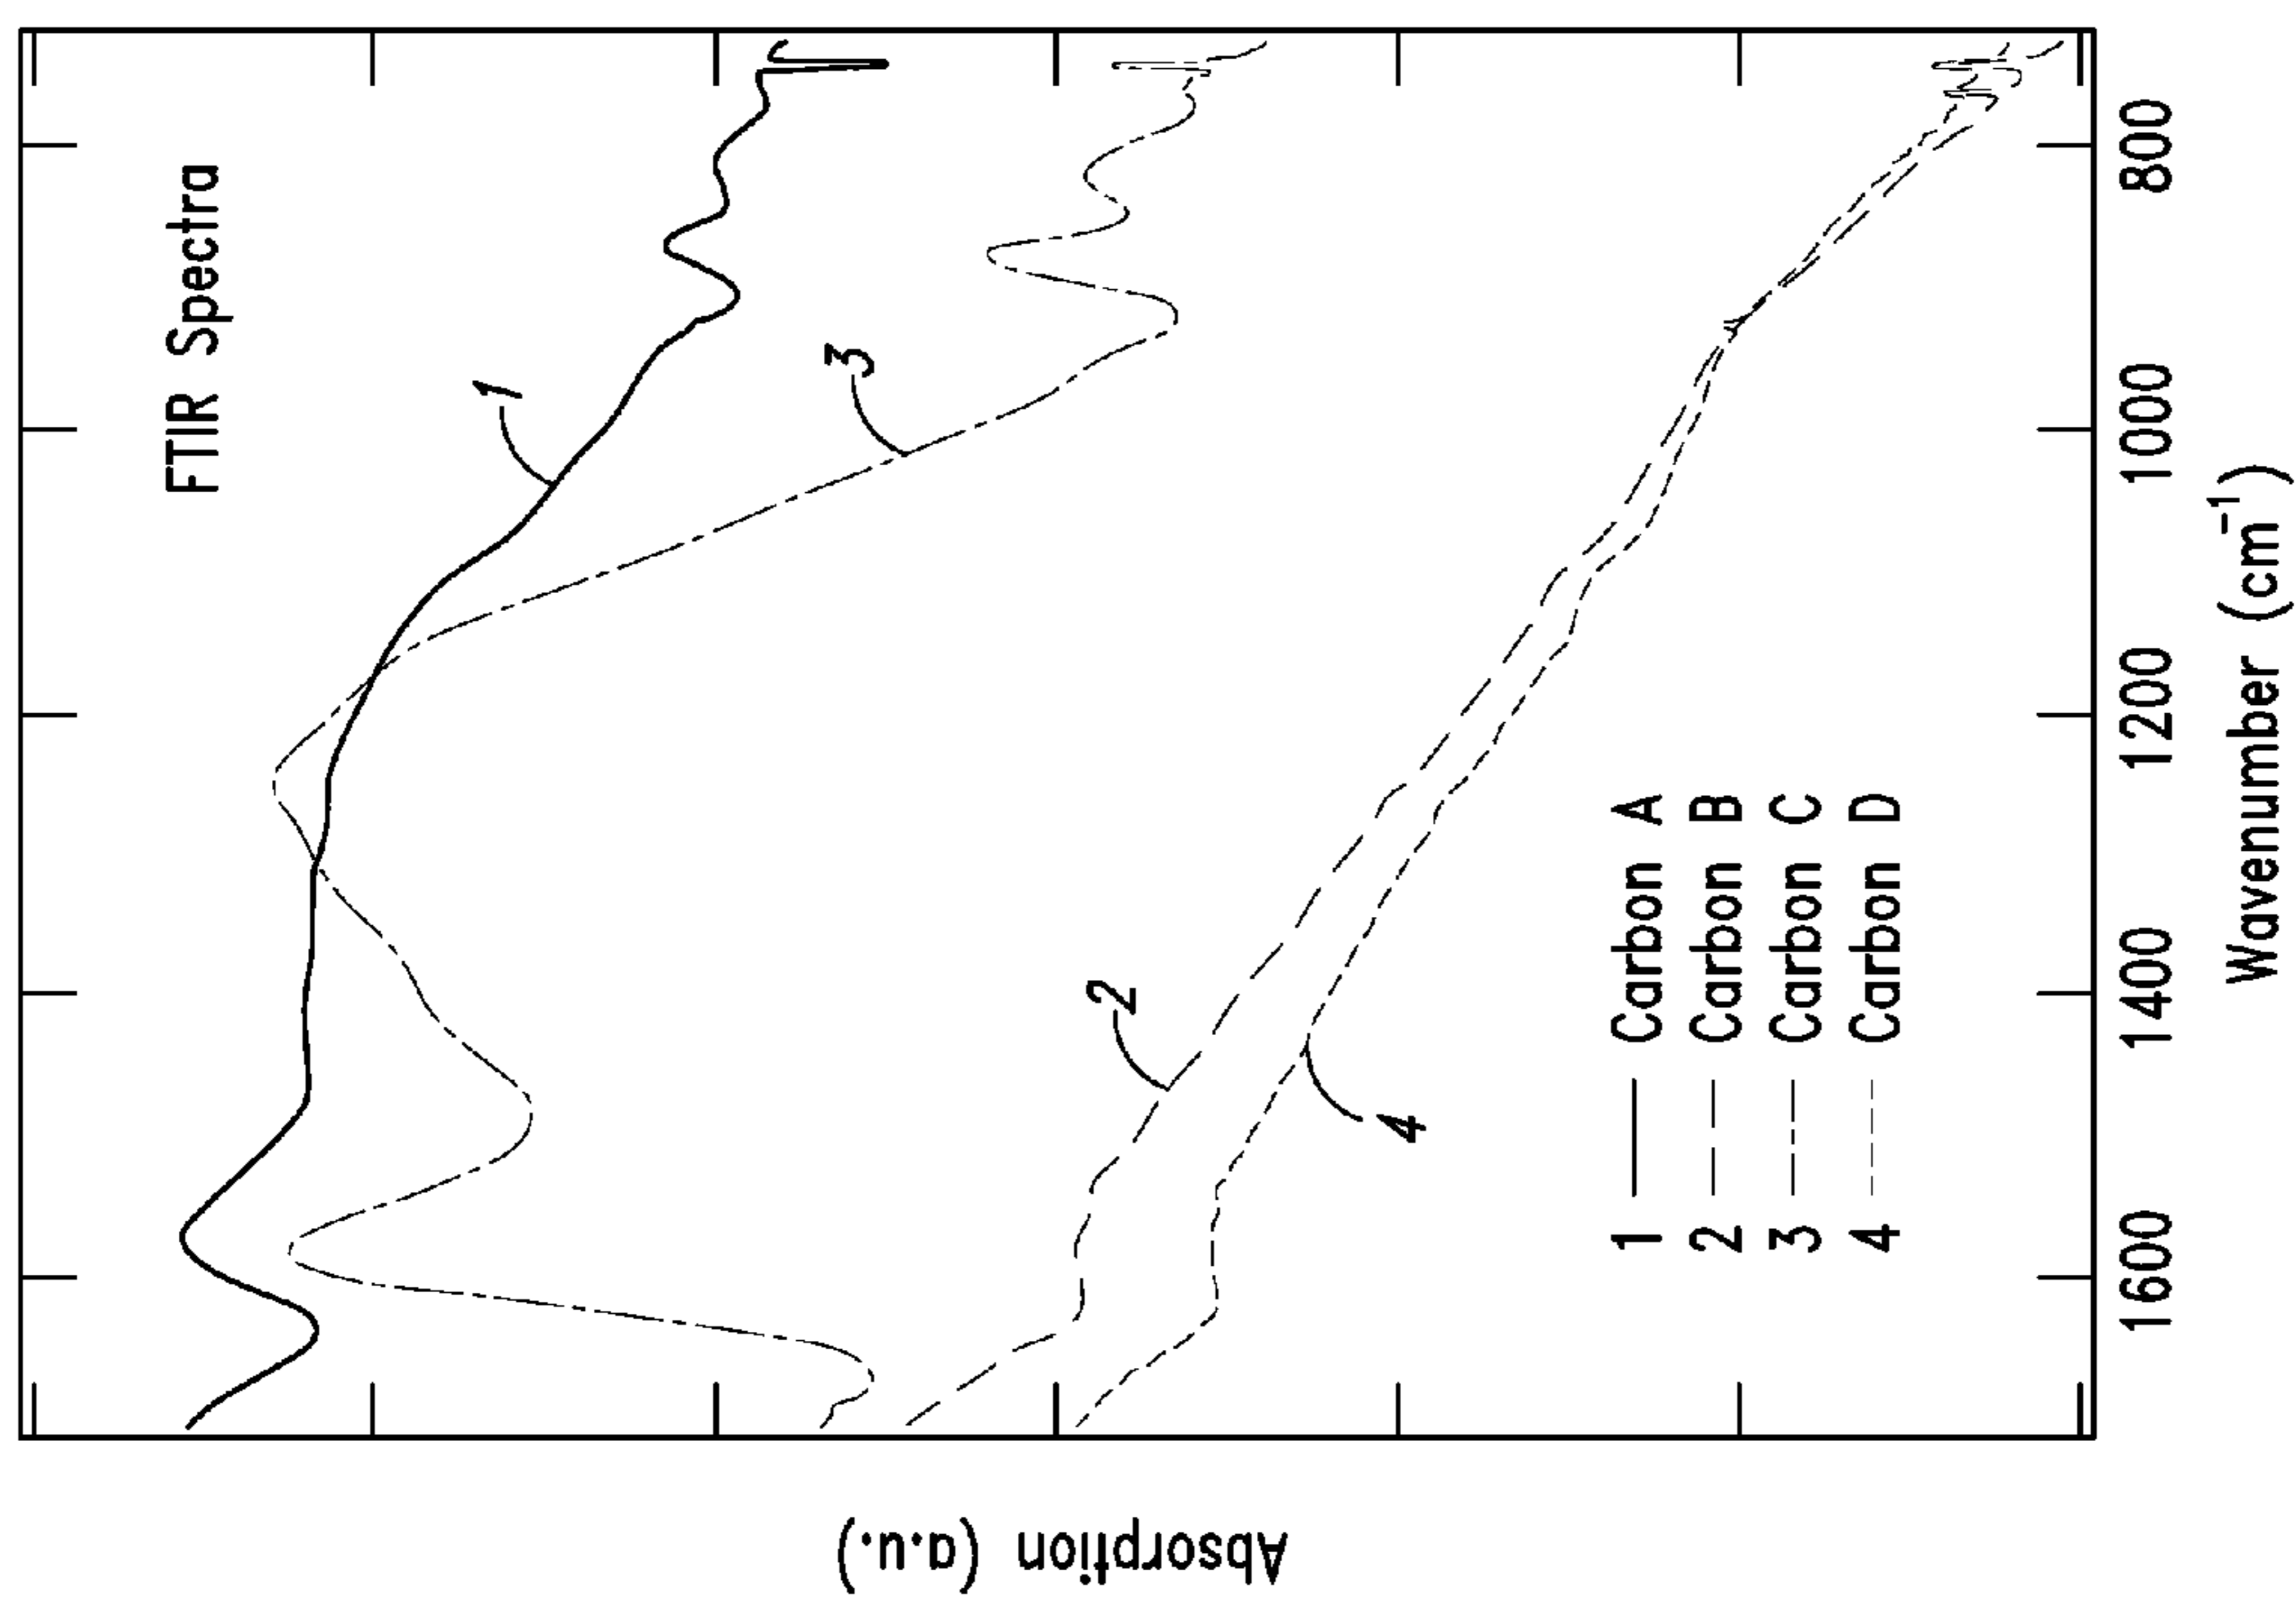 FTIR Spectra
1
3
2
4
1 Carbon A
2 Carbon B
3 Carbon C
4 Carbon D
Absorption (a.u.)
1600 1400 1200 1000 800
Wavenumber (cm⁻¹)